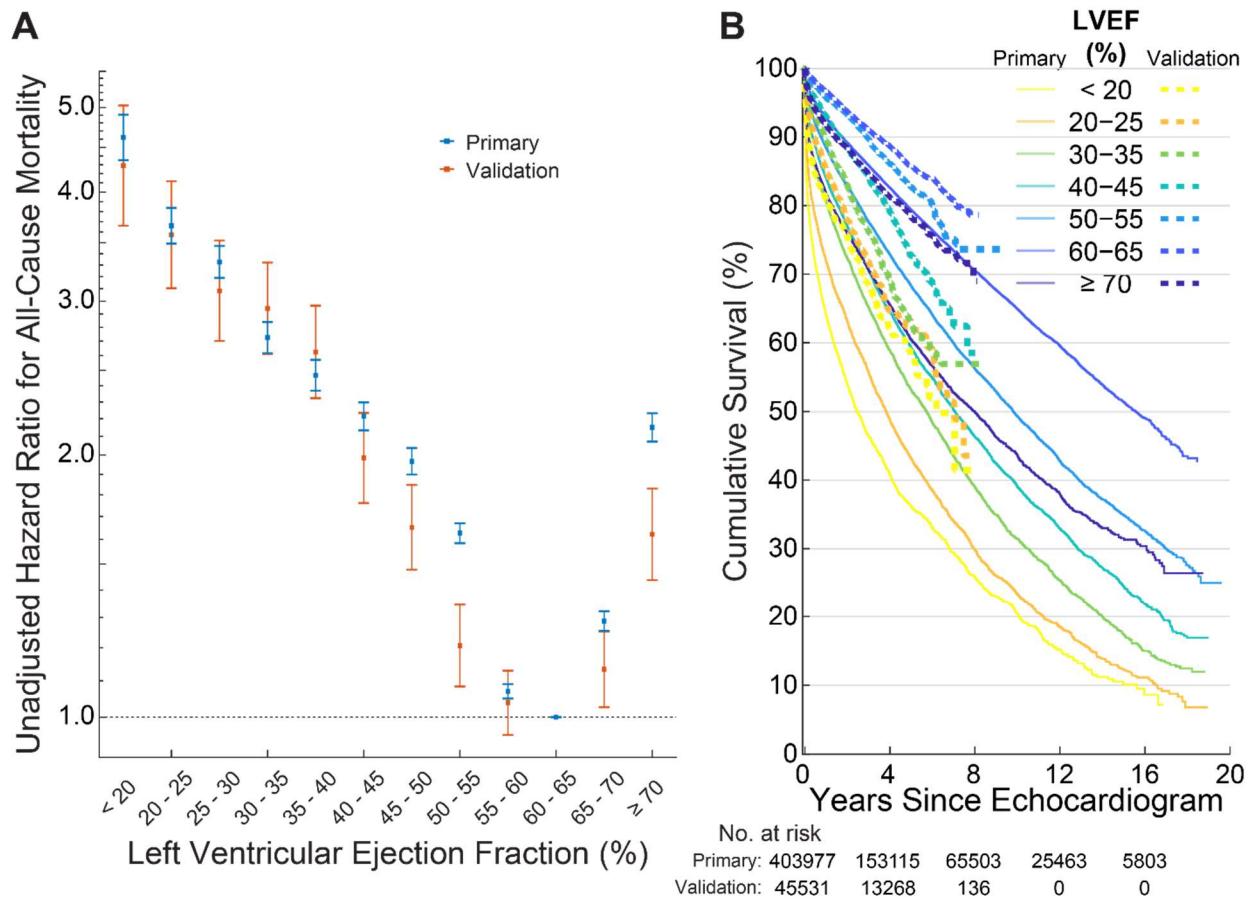 A
Unadjusted Hazard Ratio for All-Cause Mortality
5.0
4.0
3.0
2.0
1.0
Primary
Validation
< 20
20 - 25
25 - 30
30 - 35
35 - 40
40 - 45
45 - 50
50 - 55
55 - 60
60 - 65
65 - 70
≥ 70
Left Ventricular Ejection Fraction (%)
B
LVEF
Primary (%) Validation
< 20
20−25
30−35
40−45
50−55
60−65
≥ 70
Cumulative Survival (%)
100
90
80
70
60
50
40
30
20
10
0
0 4 8 12 16 20
Years Since Echocardiogram
No. at risk
Primary: 403977 153115 65503 25463 5803
Validation: 45531 13268 136 0 0